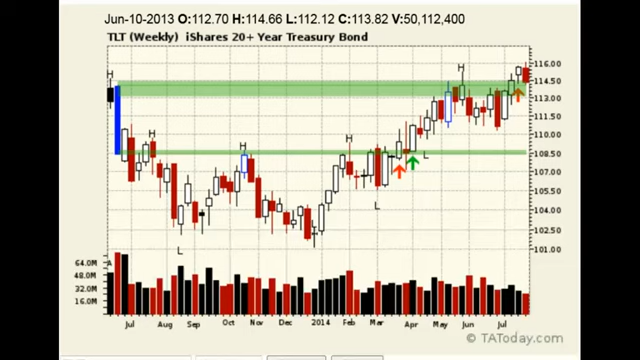 Jun-10-2013 O:112.70 H:114.66 L:112.12 C:113.82 V:50,112,400
TLT (Weekly) iShares 20+ Year Treasury Bond
H H H H H
L L L
116.00
114.50
113.00
111.50
110.00
108.50
107.00
105.50
104.00
102.50
101.00
64.0M
48.0M
32.0M
16.0M
A
Jul Aug Sep Oct Nov Dec 2014 Feb Mar Apr May Jun Jul
© TAToday.com